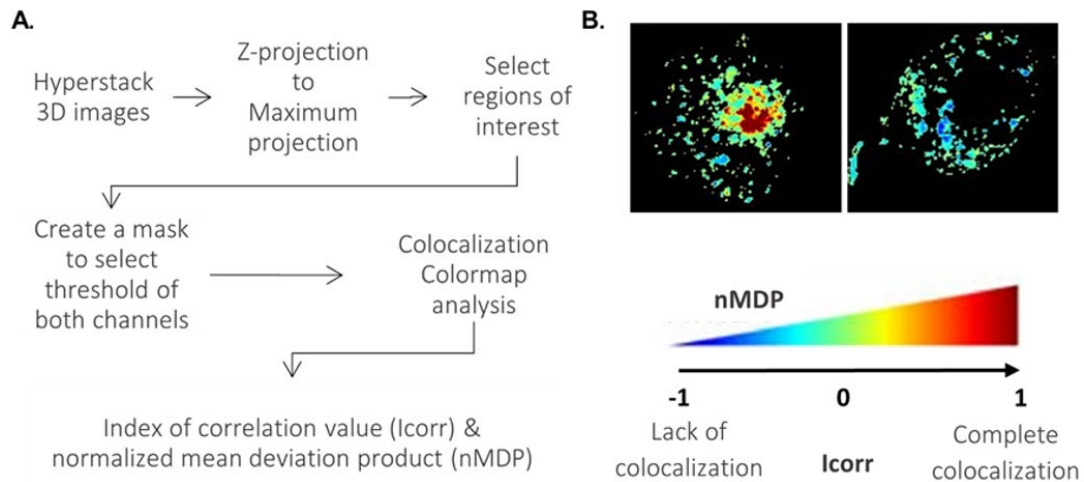 A.
Hyperstack
3D images
Z-projection
to
Maximum
projection
Select
regions of
interest
Create a mask
to select
threshold of
both channels
Colocalization
Colormap
analysis
Index of correlation value (Icorr) &
normalized mean deviation product (nMDP)
B.
nMDP
-1 0 1
Lack of
colocalization
Icorr
Complete
colocalization